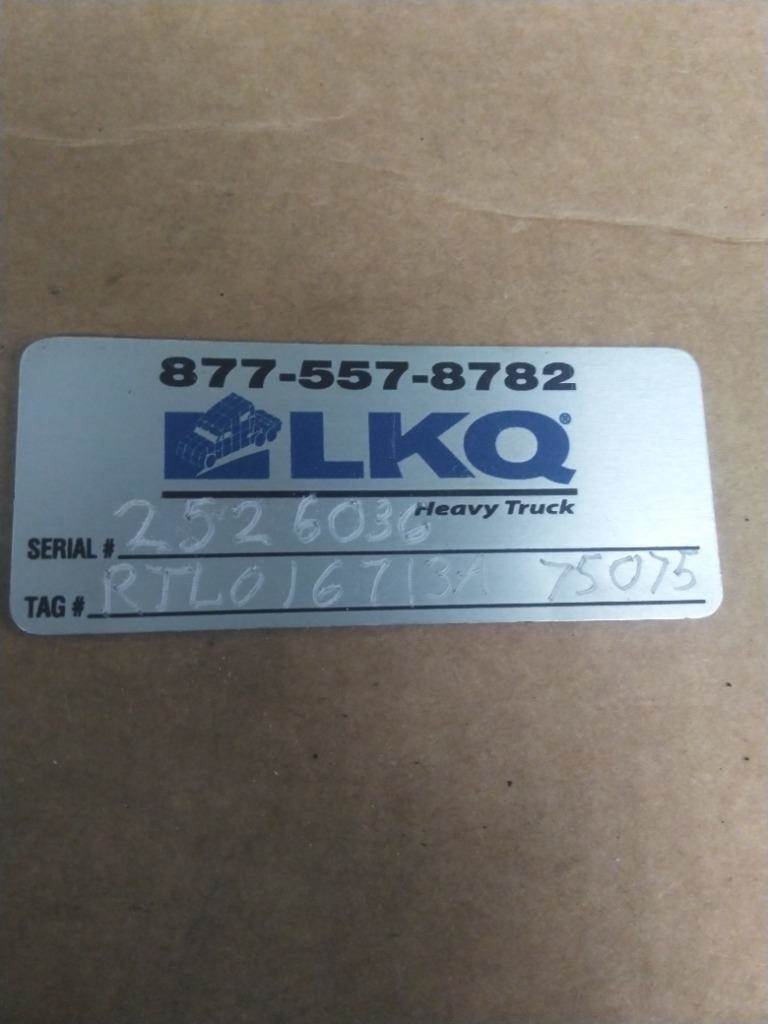 877-557-8782
LKQ®
Heavy Truck
SERIAL # 2526036
TAG # RTL016713A 75075